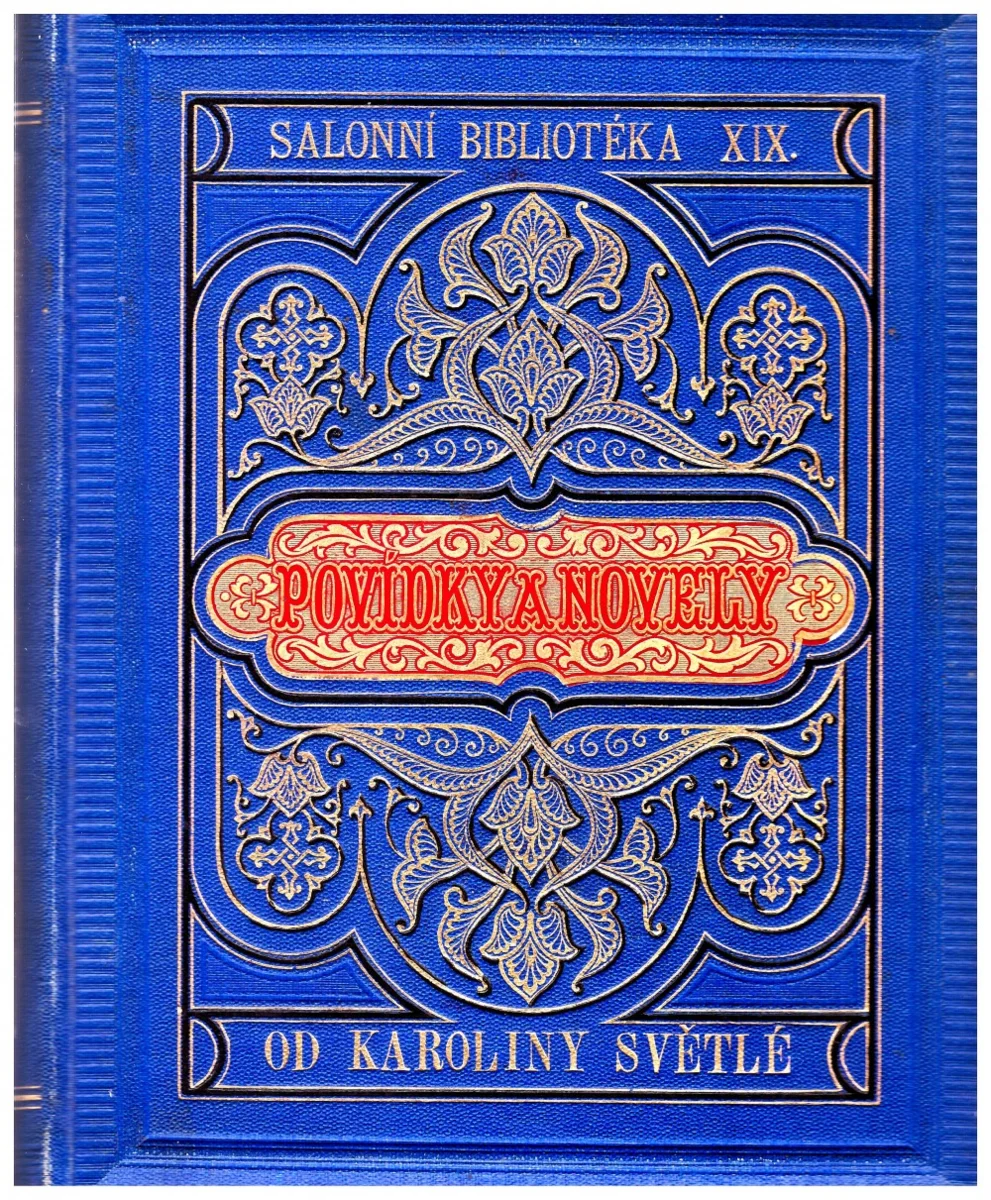 SALONNÍ BIBLIOTÉKA XIX.
POVÍDKY A NOVELY
OD KAROLINY SVĚTLÉ